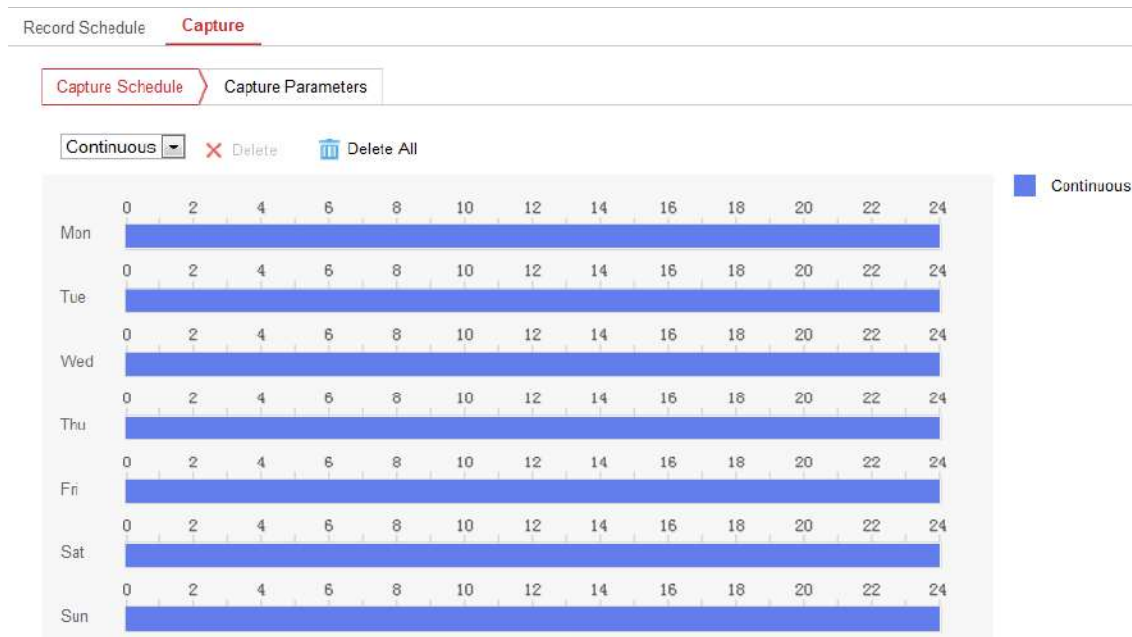 Record Schedule Capture
Capture Schedule Capture Parameters
Continuous Delete Delete All
Continuous
0 2 4 6 8 10 12 14 16 18 20 22 24
Mon
0 2 4 6 8 10 12 14 16 18 20 22 24
Tue
0 2 4 6 8 10 12 14 16 18 20 22 24
Wed
0 2 4 6 8 10 12 14 16 18 20 22 24
Thu
0 2 4 6 8 10 12 14 16 18 20 22 24
Fri
0 2 4 6 8 10 12 14 16 18 20 22 24
Sat
0 2 4 6 8 10 12 14 16 18 20 22 24
Sun